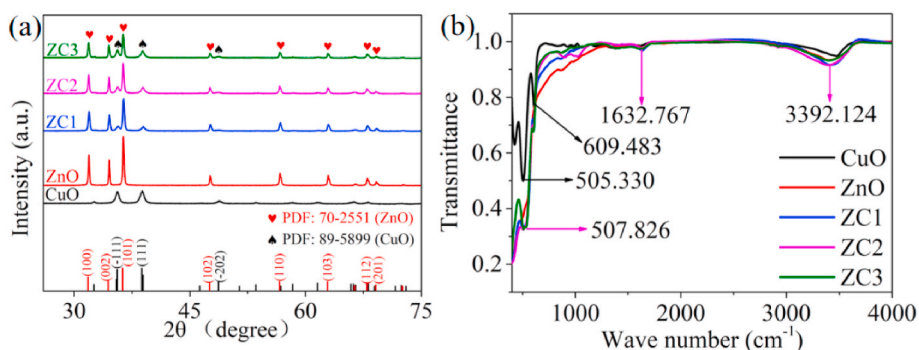 (a)
ZC3
ZC2
ZC1
ZnO
CuO
♥ PDF: 70-2551 (ZnO)
♠ PDF: 89-5899 (CuO)
(100)
(002)
(-111)
(101)
(111)
(102)
(-202)
(110)
(103)
(112)
(201)
30
45
60
75
2θ (degree)
Intensity (a.u.)
(b)
1.0
0.8
0.6
0.4
0.2
Transmittance
1632.767
3392.124
609.483
505.330
507.826
CuO
ZnO
ZC1
ZC2
ZC3
1000
2000
3000
4000
Wave number (cm⁻¹)